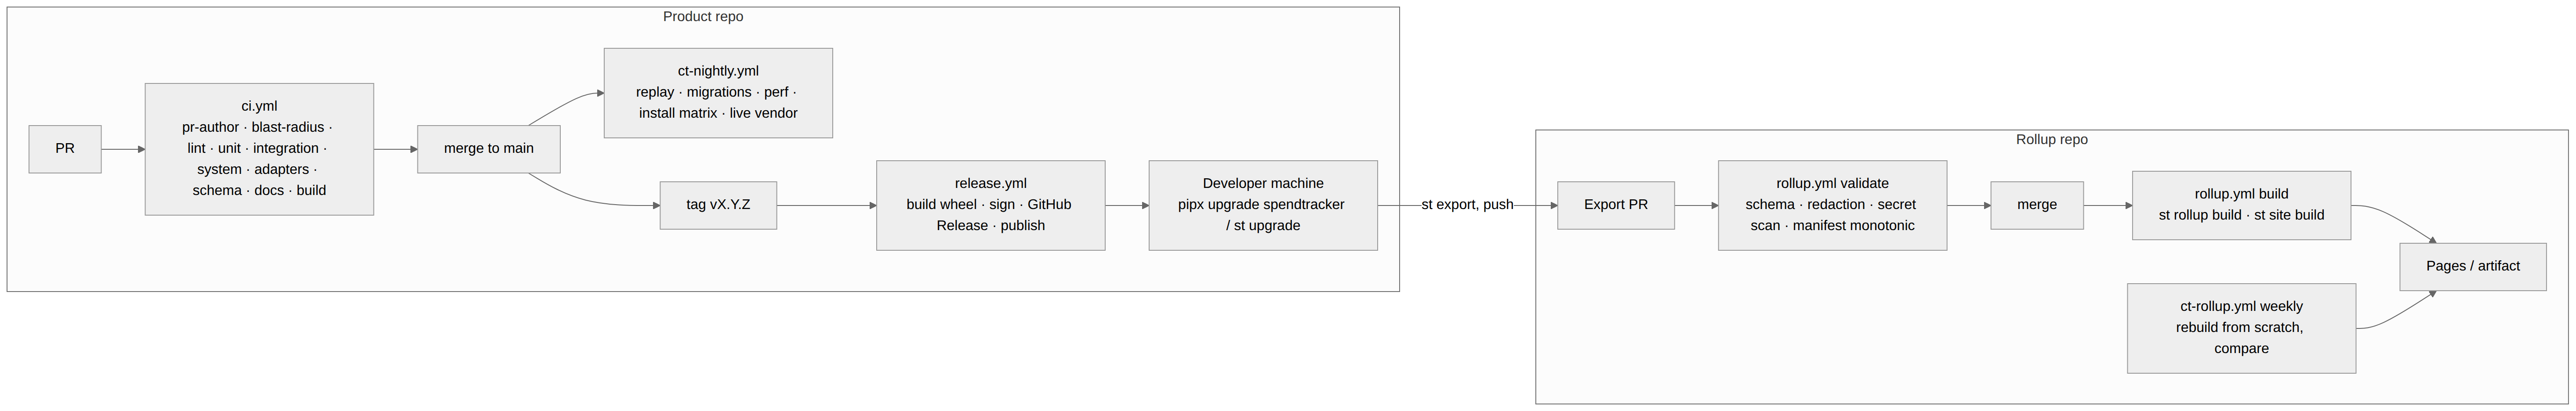 Product repo
PR
ci.yml
pr-author · blast-radius ·
lint · unit · integration ·
system · adapters ·
schema · docs · build
merge to main
ct-nightly.yml
replay · migrations · perf ·
install matrix · live vendor
tag vX.Y.Z
release.yml
build wheel · sign · GitHub
Release · publish
Developer machine
pipx upgrade spendtracker
/ st upgrade
st export, push
Rollup repo
Export PR
rollup.yml validate
schema · redaction · secret
scan · manifest monotonic
merge
rollup.yml build
st rollup build · st site build
ct-rollup.yml weekly
rebuild from scratch,
compare
Pages / artifact